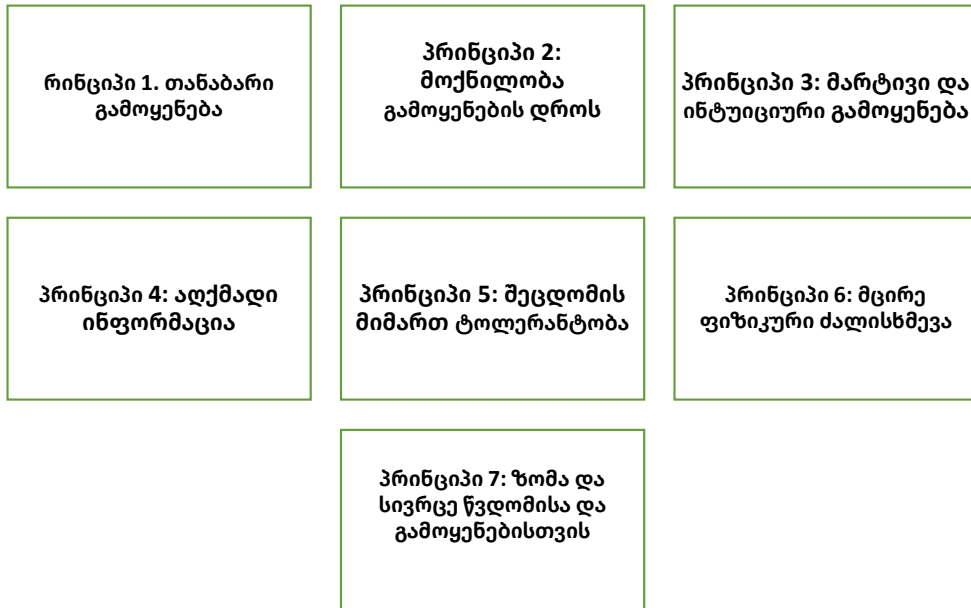 რინციპი 1. თანაბარი
გამოყენება
პრინციპი 2:
მოქნილობა
გამოყენების დროს
პრინციპი 3: მარტივი და
ინტუიციური გამოყენება
პრინციპი 4: აღქმადი
ინფორმაცია
პრინციპი 5: შეცდომის
მიმართ ტოლერანტობა
პრინციპი 6: მცირე
ფიზიკური ძალისხმევა
პრინციპი 7: ზომა და
სივრცე წვდომისა და
გამოყენებისთვის